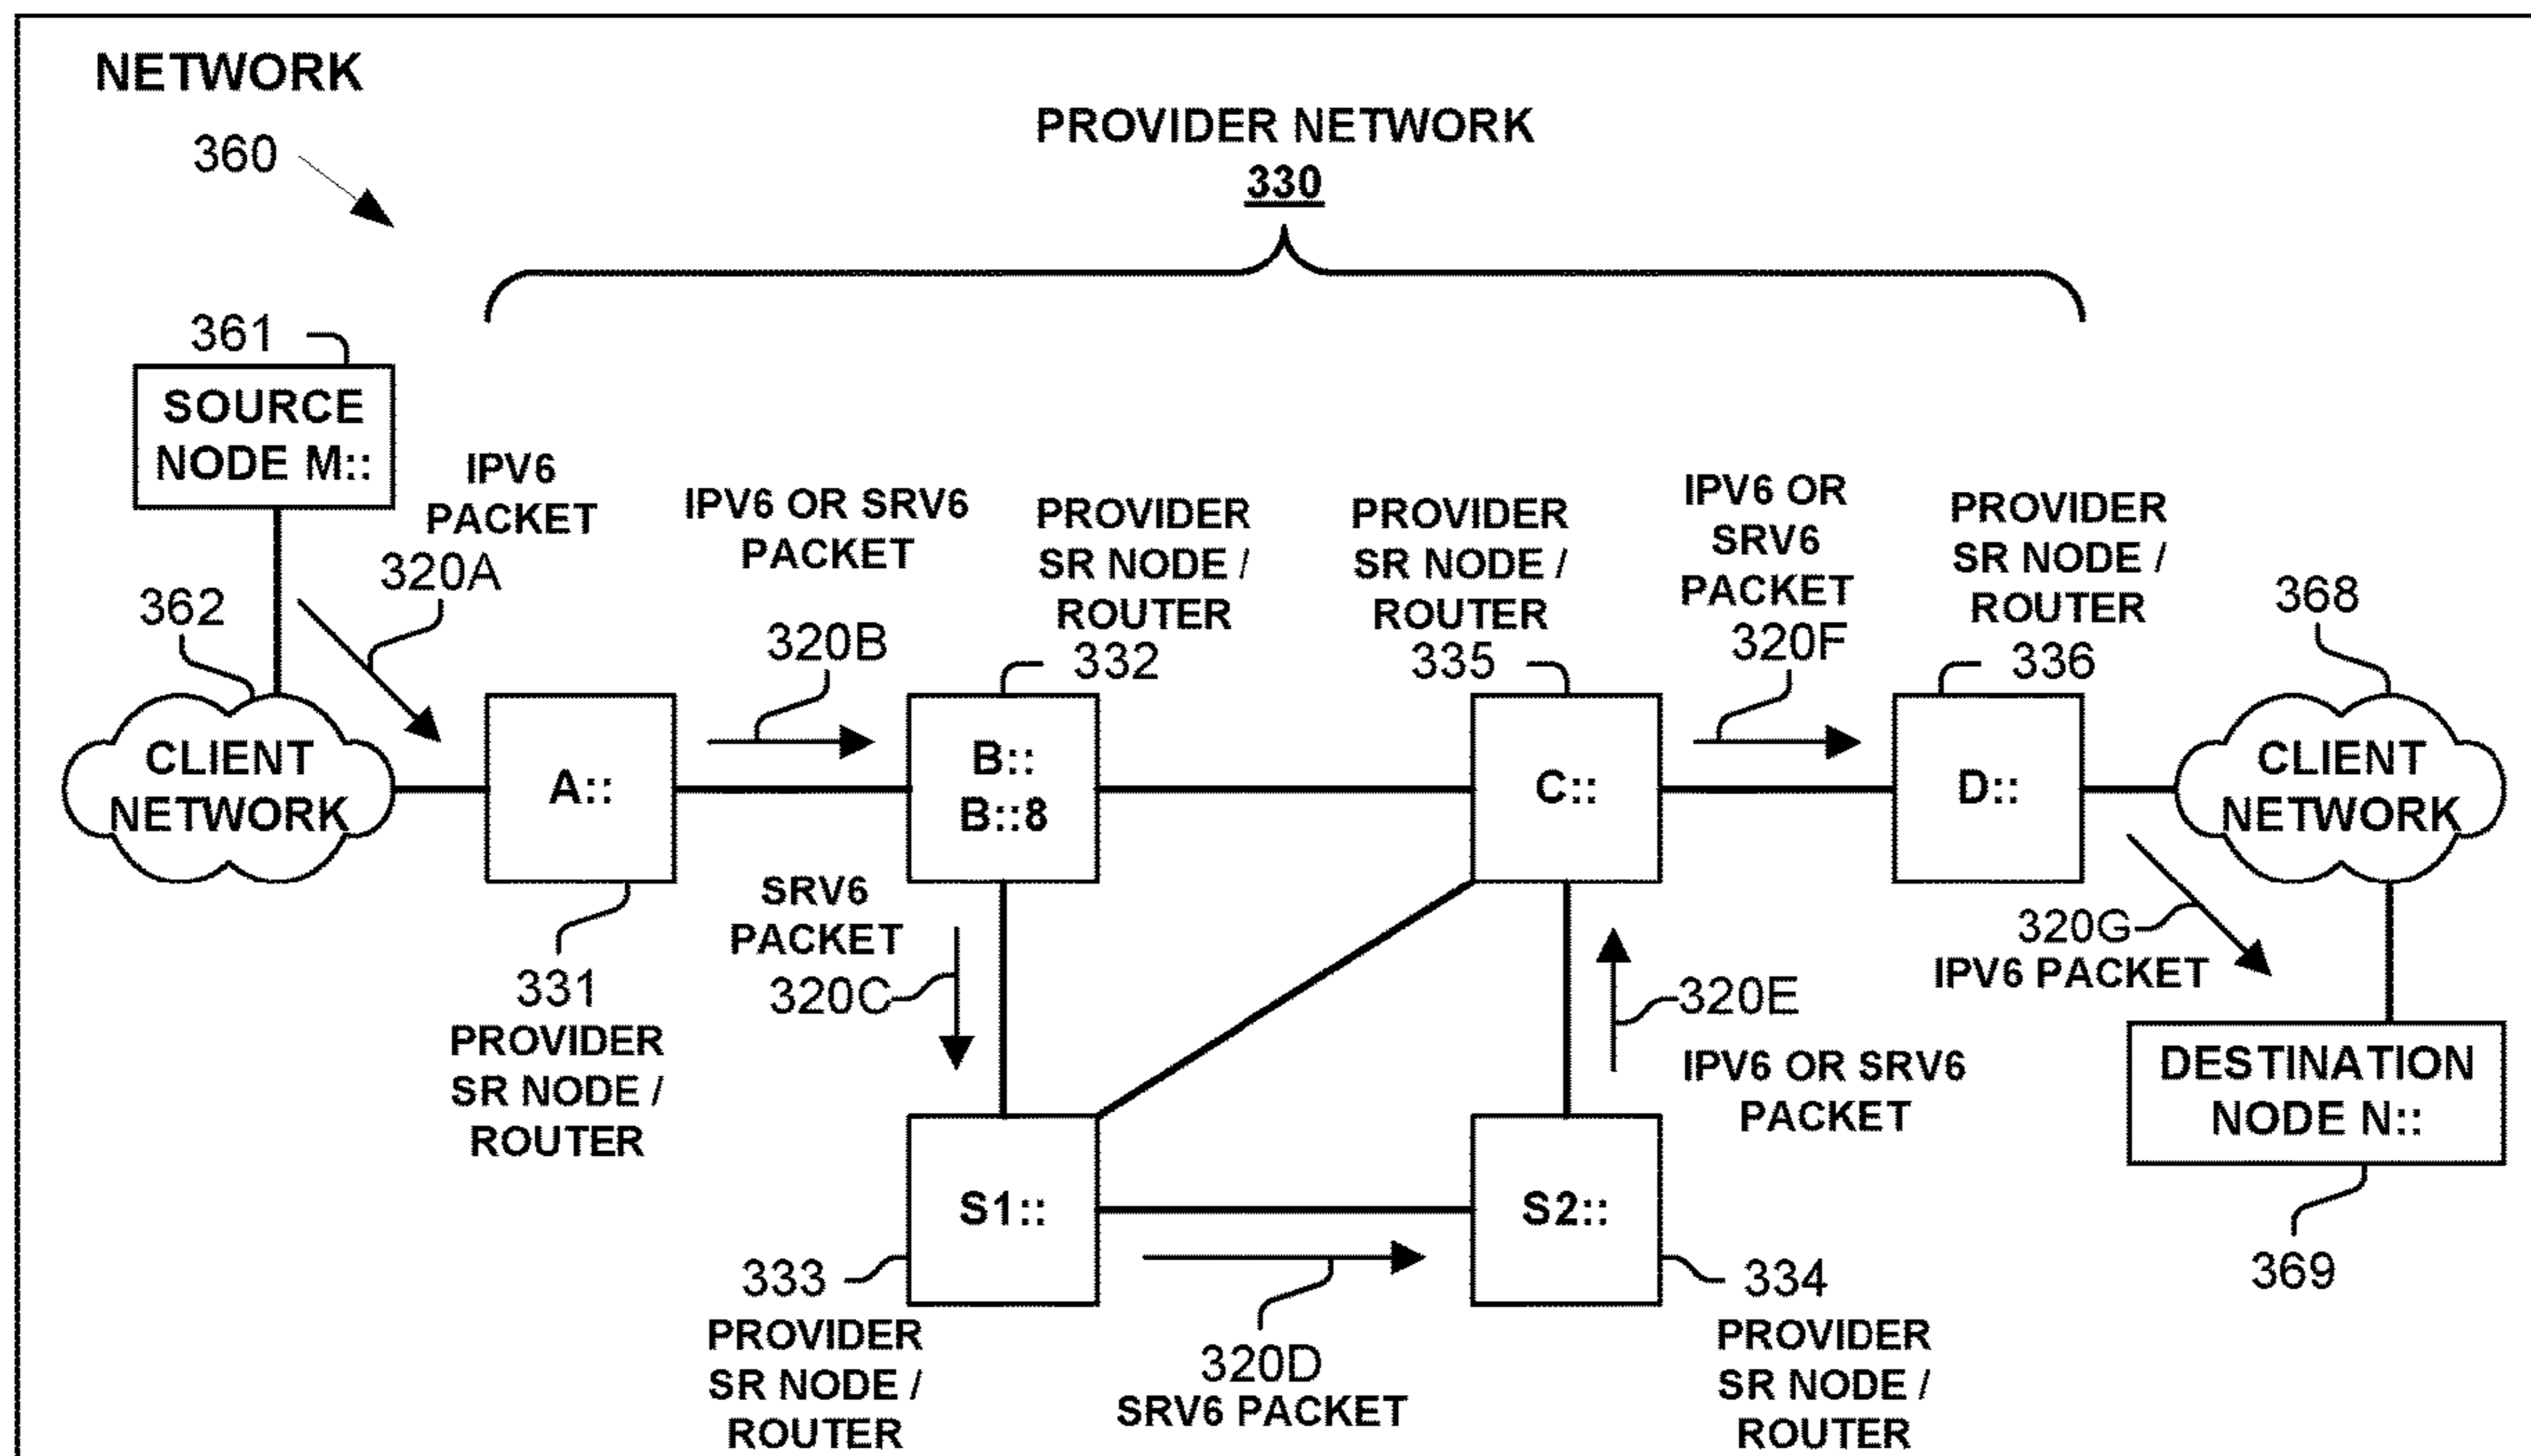 NETWORK
360
PROVIDER NETWORK
330
361
SOURCE
NODE M::
IPV6
PACKET
320A
362
CLIENT
NETWORK
A::
331
PROVIDER
SR NODE /
ROUTER
IPV6 OR SRV6
PACKET
320B
PROVIDER
SR NODE /
ROUTER
332
B::
B::8
SRV6
PACKET
320C
S1::
333
PROVIDER
SR NODE /
ROUTER
320D
SRV6 PACKET
S2::
334
PROVIDER
SR NODE /
ROUTER
320E
IPV6 OR SRV6
PACKET
PROVIDER
SR NODE /
ROUTER
335
C::
IPV6 OR
SRV6
PACKET
320F
PROVIDER
SR NODE /
ROUTER
336
D::
368
CLIENT
NETWORK
320G
IPV6 PACKET
DESTINATION
NODE N::
369